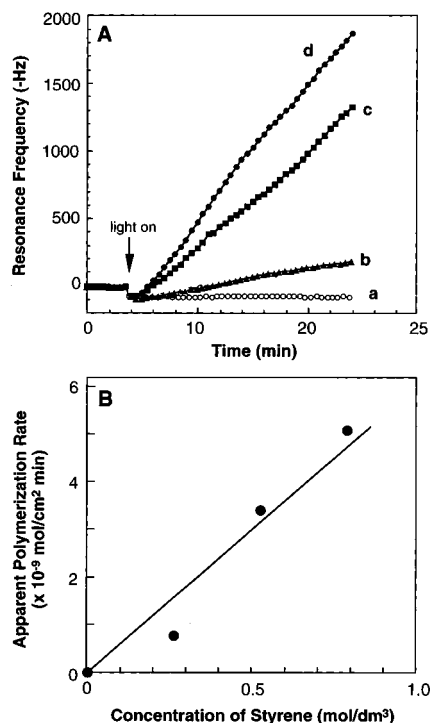 A
2000
1500
1000
500
0
Resonance Frequency (-Hz)
light on
d
c
b
a
0
10
20
25
Time (min)
B
6
4
2
0
Apparent Polymerization Rate
(x 10⁻⁹ mol/cm² min)
0
0.5
1.0
Concentration of Styrene (mol/dm³)